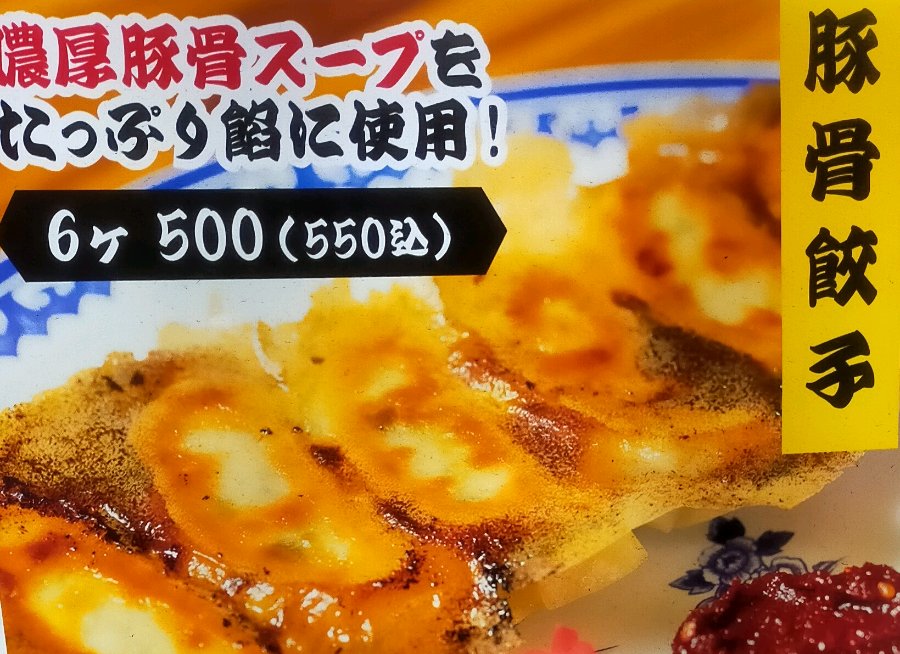 濃厚豚骨スープを
たっぷり餡に使用!
6ヶ 500(550込)
豚骨餃子